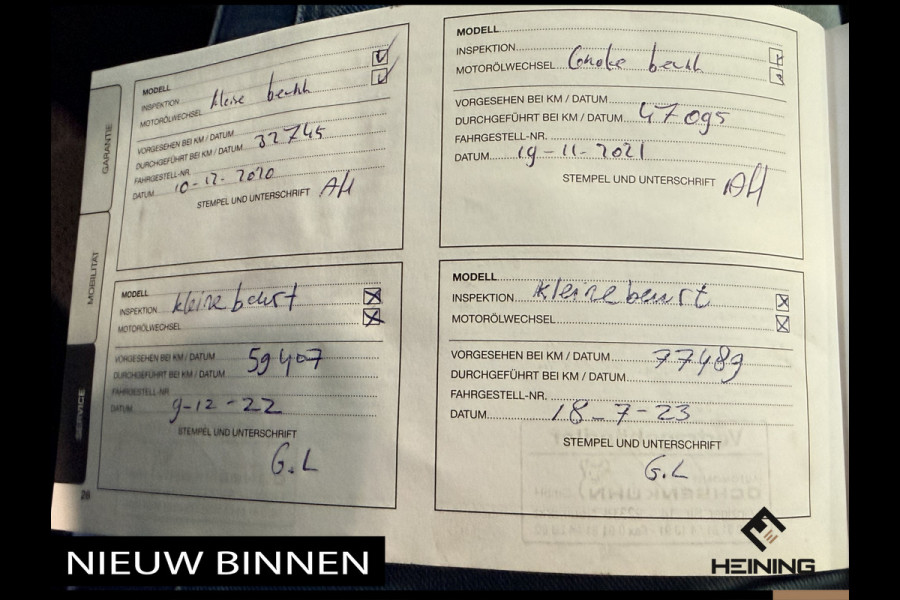 GARANTIE
MOBILITÄT
SERVICE
28
MODELL
INSPEKTION kleine beurt
MOTORÖLWECHSEL
VORGESEHEN BEI KM / DATUM
DURCHGEFÜHRT BEI KM / DATUM 32745
FAHRGESTELL-NR.
DATUM 10-12-2020
STEMPEL UND UNTERSCHRIFT AH
MODELL
INSPEKTION
MOTORÖLWECHSEL Grote beurt
VORGESEHEN BEI KM / DATUM
DURCHGEFÜHRT BEI KM / DATUM 47095
FAHRGESTELL-NR.
DATUM 19-11-2021
STEMPEL UND UNTERSCHRIFT AH
MODELL
INSPEKTION kleine beurt
MOTORÖLWECHSEL
VORGESEHEN BEI KM / DATUM 59407
DURCHGEFÜHRT BEI KM / DATUM
FAHRGESTELL-NR
DATUM 9-12-22
STEMPEL UND UNTERSCHRIFT
G.L
MODELL
INSPEKTION kleine beurt
MOTORÖLWECHSEL
VORGESEHEN BEI KM / DATUM 77489
DURCHGEFÜHRT BEI KM / DATUM
FAHRGESTELL-NR.
DATUM 18-7-23
STEMPEL UND UNTERSCHRIFT
G.L
NIEUW BINNEN
HEINING